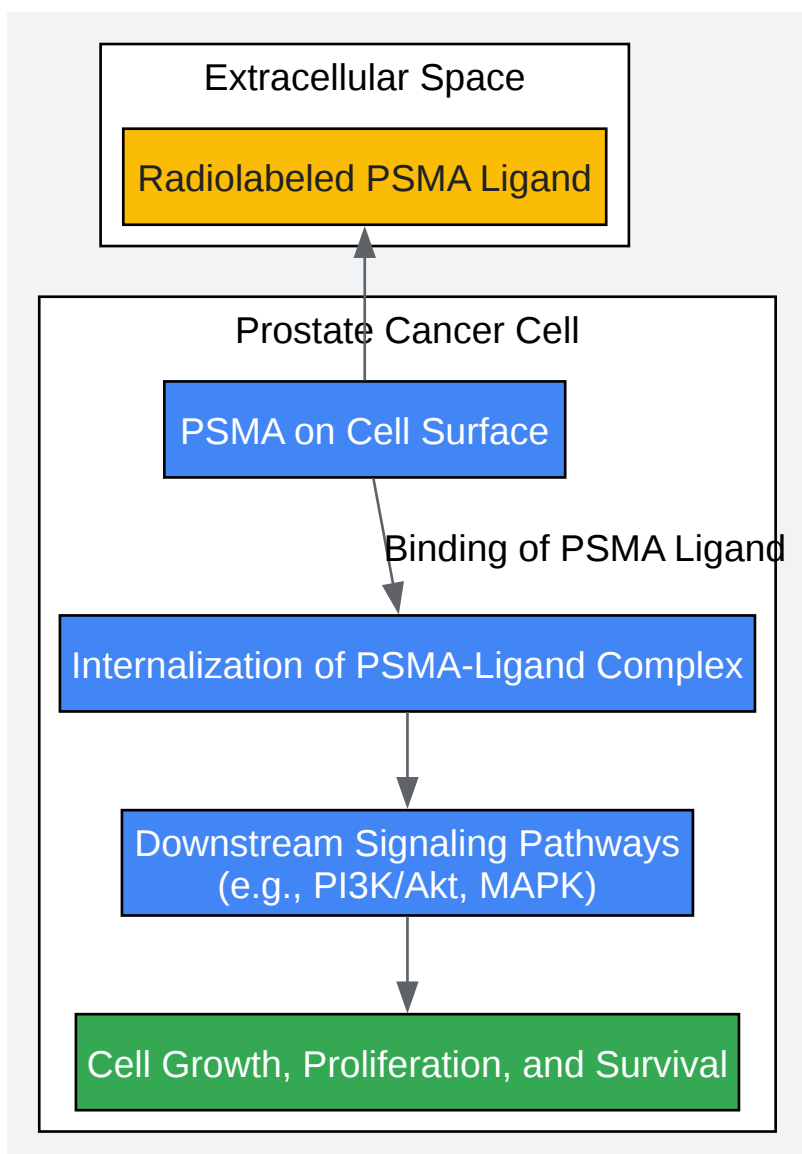 Extracellular Space
Radiolabeled PSMA Ligand
Prostate Cancer Cell
PSMA on Cell Surface
Binding of PSMA Ligand
Internalization of PSMA-Ligand Complex
Downstream Signaling Pathways
(e.g., PI3K/Akt, MAPK)
Cell Growth, Proliferation, and Survival